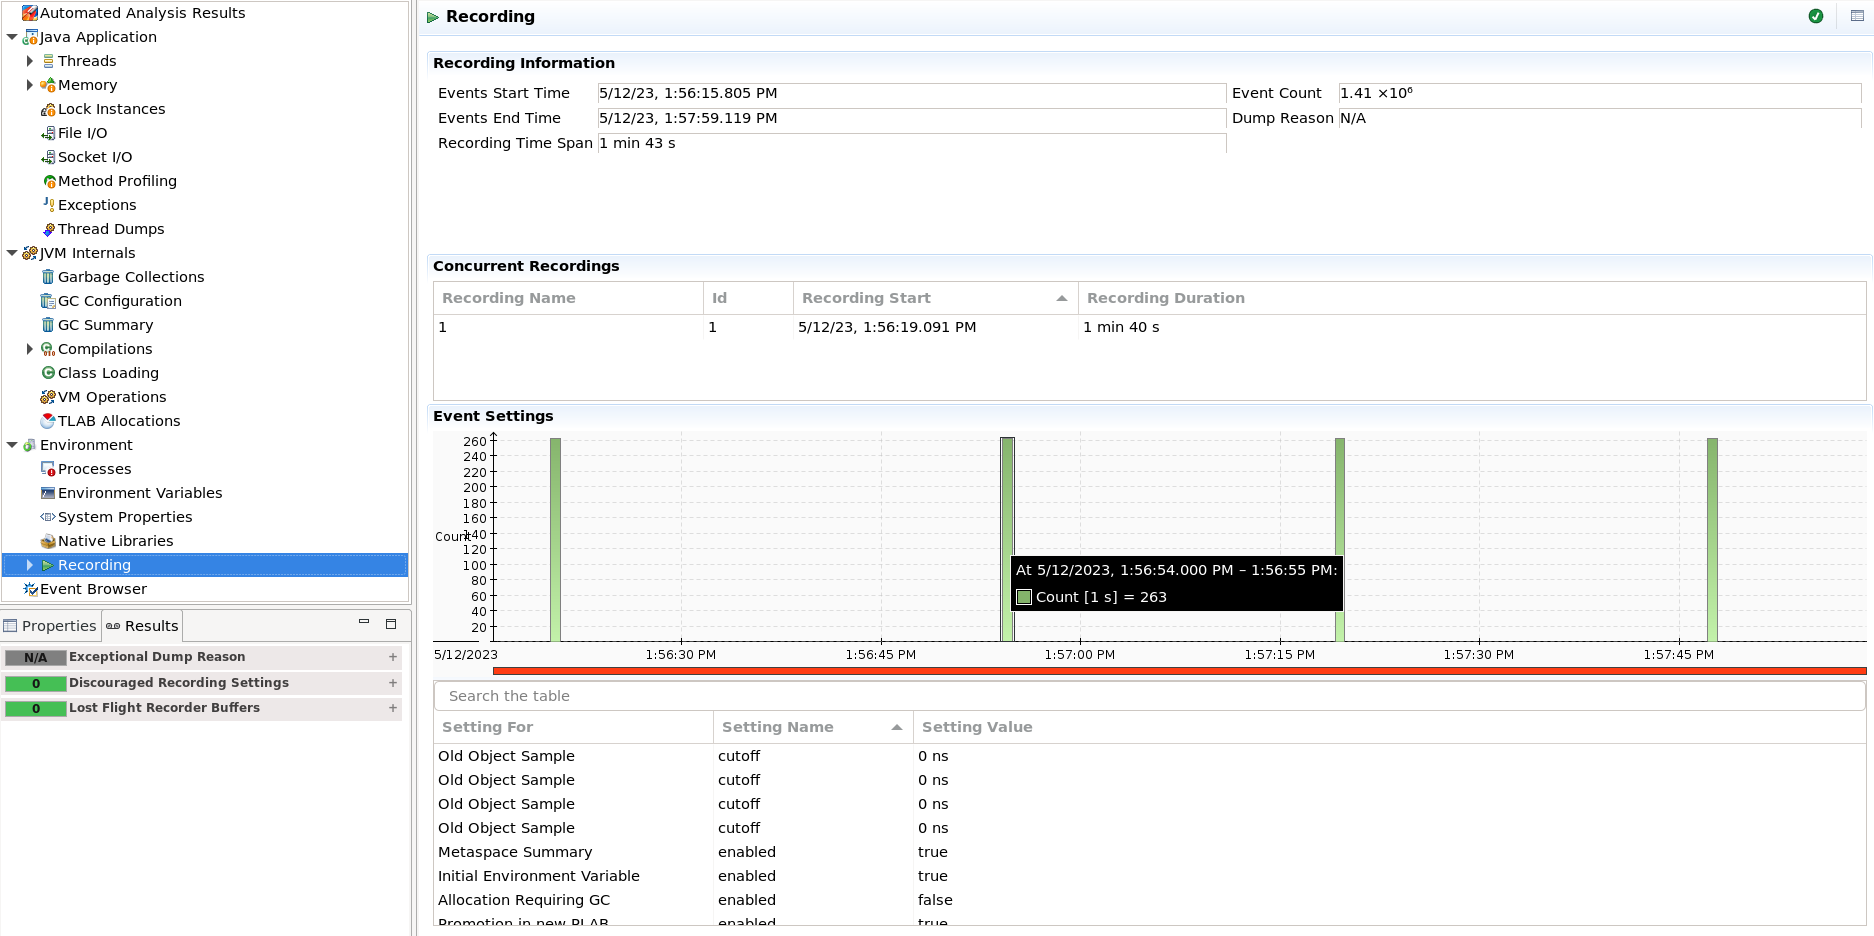 Automated Analysis Results
Java Application
Threads
Memory
Lock Instances
File I/O
Socket I/O
Method Profiling
Exceptions
Thread Dumps
JVM Internals
Garbage Collections
GC Configuration
GC Summary
Compilations
Class Loading
VM Operations
TLAB Allocations
Environment
Processes
Environment Variables
System Properties
Native Libraries
Recording
Event Browser
Properties Results
N/A Exceptional Dump Reason +
0 Discouraged Recording Settings +
0 Lost Flight Recorder Buffers +
Recording
Recording Information
Events Start Time 5/12/23, 1:56:15.805 PM Event Count 1.41 ×10⁶
Events End Time 5/12/23, 1:57:59.119 PM Dump Reason N/A
Recording Time Span 1 min 43 s
Concurrent Recordings
Recording Name Id Recording Start Recording Duration
1 1 5/12/23, 1:56:19.091 PM 1 min 40 s
Event Settings
260
240
220
200
180
160
Count 140
120
100
80
60
40
20
At 5/12/2023, 1:56:54.000 PM – 1:56:55 PM:
Count [1 s] = 263
5/12/2023 1:56:30 PM 1:56:45 PM 1:57:00 PM 1:57:15 PM 1:57:30 PM 1:57:45 PM
Search the table
Setting For Setting Name Setting Value
Old Object Sample cutoff 0 ns
Old Object Sample cutoff 0 ns
Old Object Sample cutoff 0 ns
Old Object Sample cutoff 0 ns
Metaspace Summary enabled true
Initial Environment Variable enabled true
Allocation Requiring GC enabled false
Promotion in new PLAB enabled true